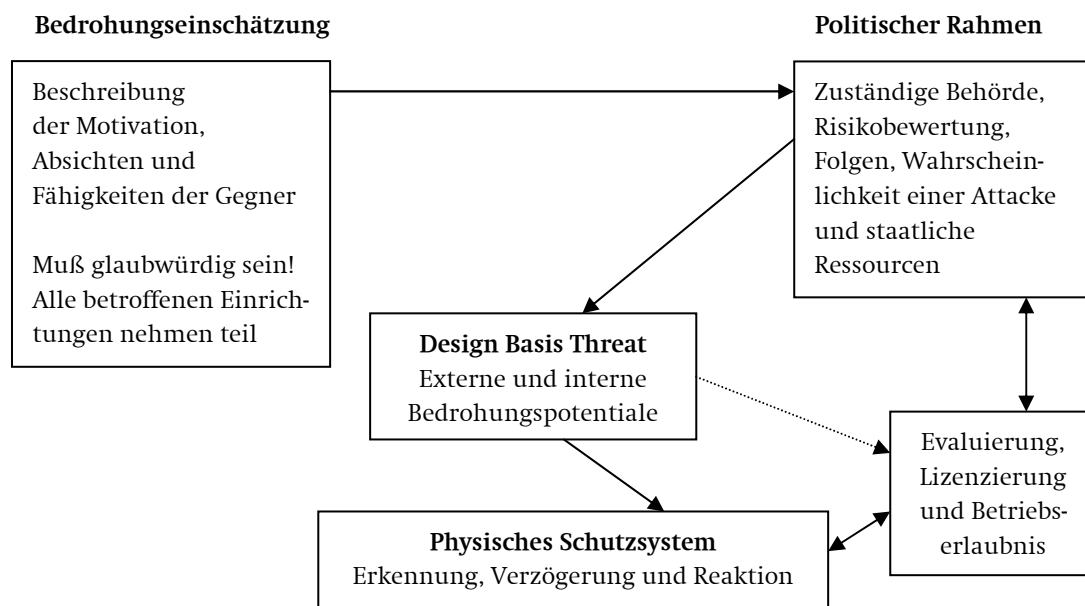 Bedrohungseinschätzung
Beschreibung
der Motivation,
Absichten und
Fähigkeiten der Gegner
Muß glaubwürdig sein!
Alle betroffenen Einrich-
tungen nehmen teil
Politischer Rahmen
Zuständige Behörde,
Risikobewertung,
Folgen, Wahrschein-
lichkeit einer Attacke
und staatliche
Ressourcen
Design Basis Threat
Externe und interne
Bedrohungspotentiale
Evaluierung,
Lizenzierung
und Betriebs-
erlaubnis
Physisches Schutzsystem
Erkennung, Verzögerung und Reaktion